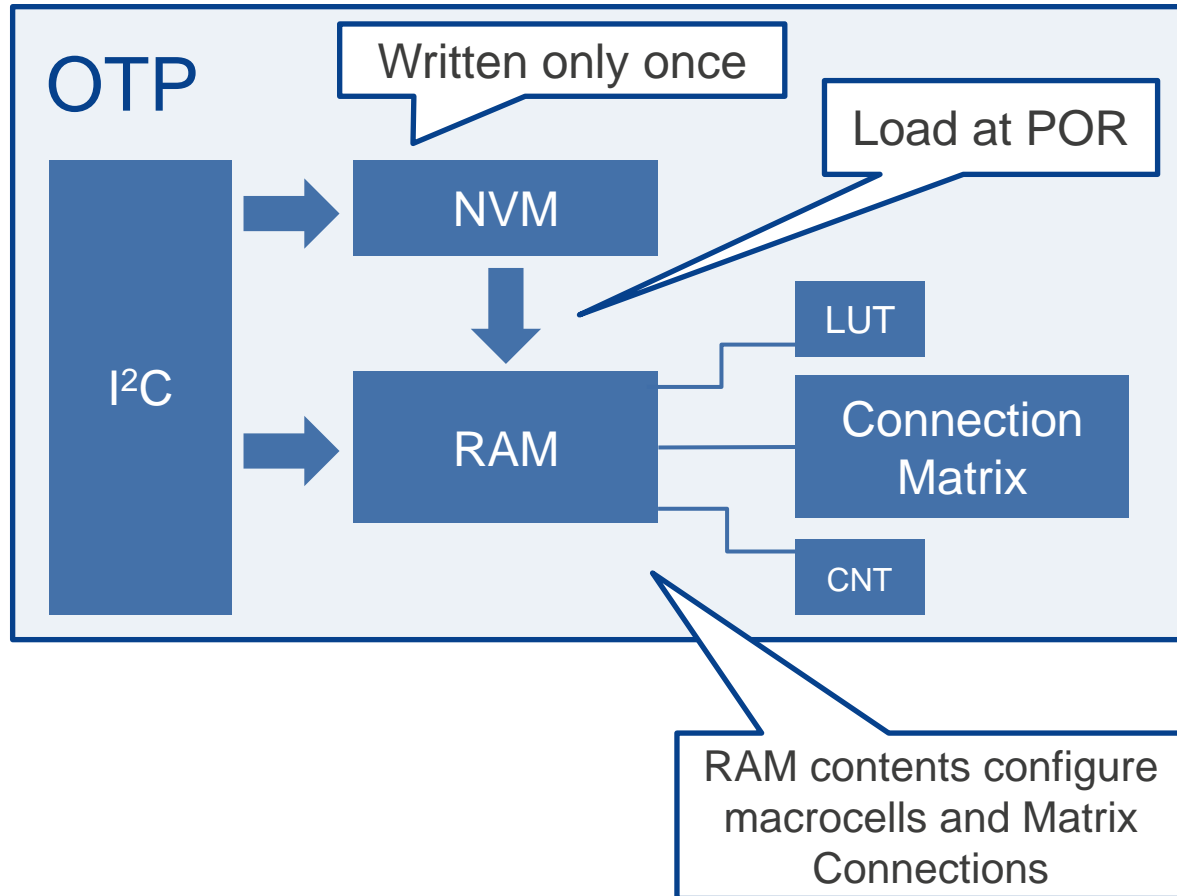 OTP
Written only once
Load at POR
NVM
I²C
RAM
LUT
Connection
Matrix
CNT
RAM contents configure
macrocells and Matrix
Connections